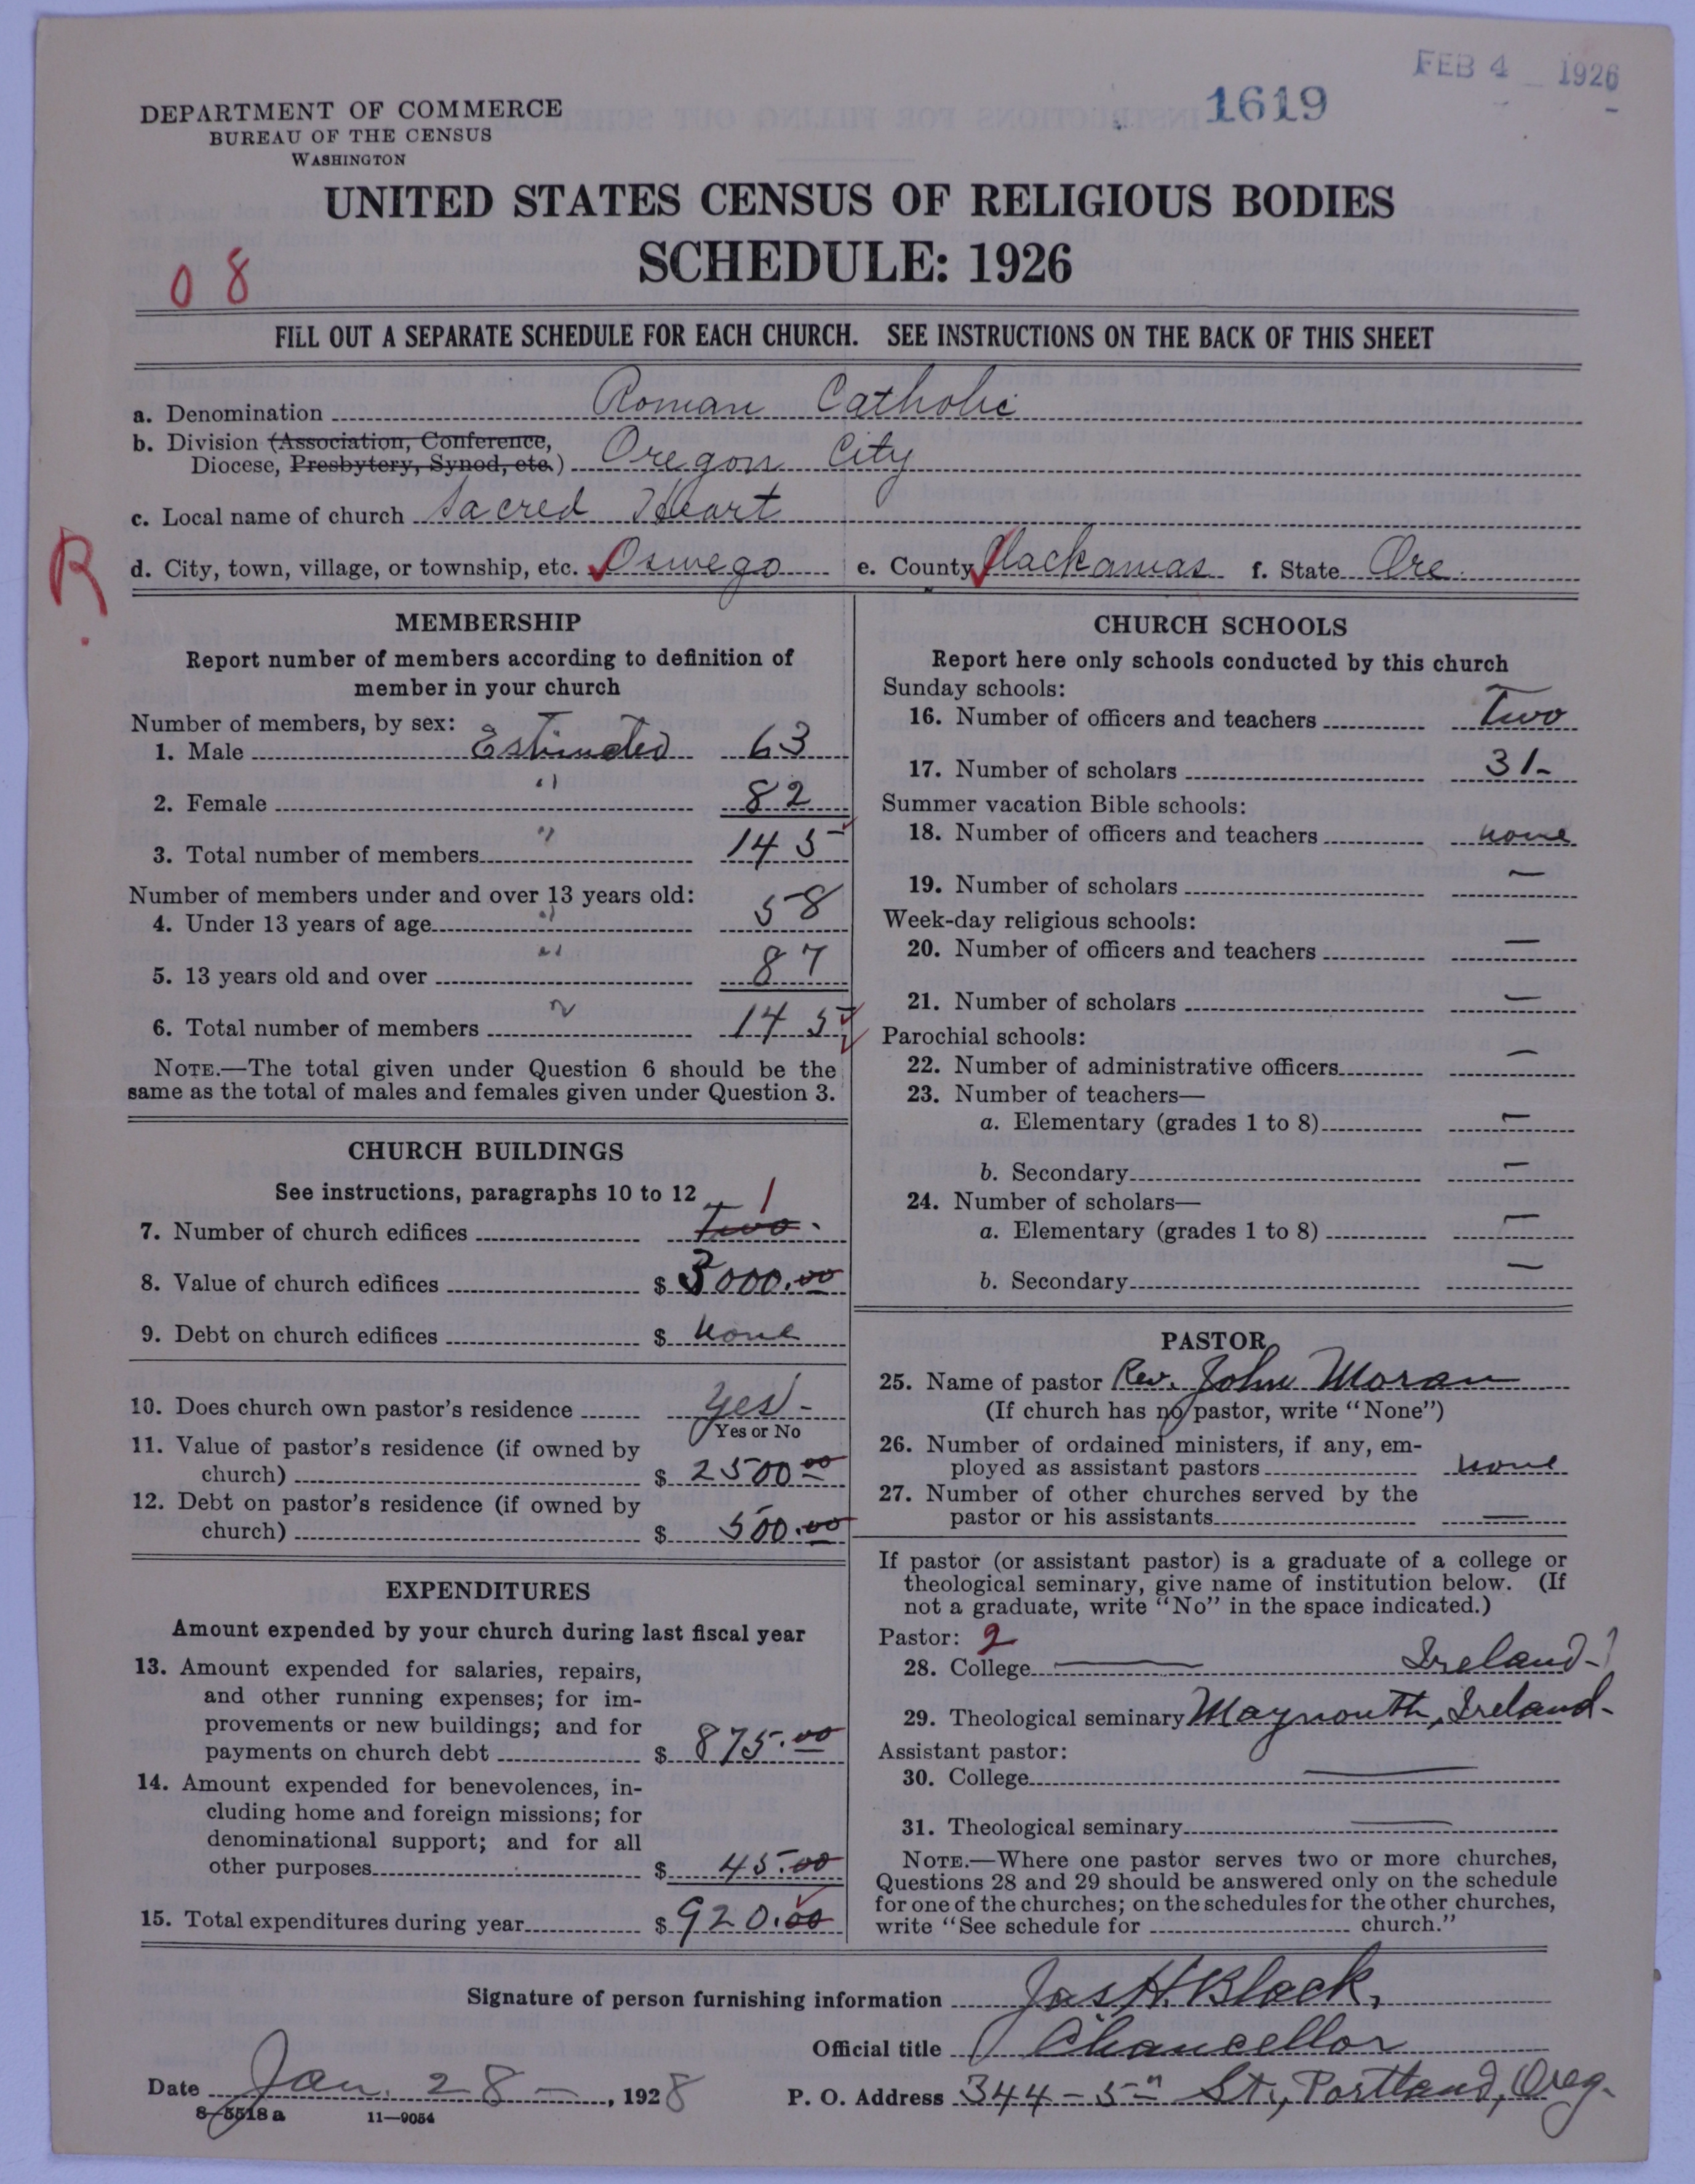 FEB 4 1926
1619
DEPARTMENT OF COMMERCE
BUREAU OF THE CENSUS
WASHINGTON
UNITED STATES CENSUS OF RELIGIOUS BODIES
SCHEDULE: 1926
08
FILL OUT A SEPARATE SCHEDULE FOR EACH CHURCH. SEE INSTRUCTIONS ON THE BACK OF THIS SHEET
a. Denomination Roman Catholic
b. Division (Association, Conference,
Diocese, Presbytery, Synod, etc.) Oregon City
c. Local name of church Sacred Heart
R.
d. City, town, village, or township, etc. Oswego e. County Clackamas f. State Ore.
MEMBERSHIP
Report number of members according to definition of
member in your church
Number of members, by sex:
1. Male Estimated 63
2. Female " 82
3. Total number of members " 145
Number of members under and over 13 years old:
4. Under 13 years of age " 58
5. 13 years old and over " 87
6. Total number of members " 145
NOTE.—The total given under Question 6 should be the
same as the total of males and females given under Question 3.
CHURCH BUILDINGS
See instructions, paragraphs 10 to 12
7. Number of church edifices Two. 1
8. Value of church edifices $ 3000.00
9. Debt on church edifices $ none
10. Does church own pastor's residence yes -
Yes or No
11. Value of pastor's residence (if owned by
church) $ 2500.00
12. Debt on pastor's residence (if owned by
church) $ 500.00
EXPENDITURES
Amount expended by your church during last fiscal year
13. Amount expended for salaries, repairs,
and other running expenses; for im-
provements or new buildings; and for
payments on church debt $ 875.00
14. Amount expended for benevolences, in-
cluding home and foreign missions; for
denominational support; and for all
other purposes $ 45.00
15. Total expenditures during year $ 920.00
CHURCH SCHOOLS
Report here only schools conducted by this church
Sunday schools:
16. Number of officers and teachers Two
17. Number of scholars 31-
Summer vacation Bible schools:
18. Number of officers and teachers none
19. Number of scholars —
Week-day religious schools:
20. Number of officers and teachers —
21. Number of scholars —
Parochial schools:
22. Number of administrative officers —
23. Number of teachers—
a. Elementary (grades 1 to 8) —
b. Secondary —
24. Number of scholars—
a. Elementary (grades 1 to 8) —
b. Secondary —
PASTOR
25. Name of pastor Rev. John Moran
(If church has no pastor, write "None")
26. Number of ordained ministers, if any, em-
ployed as assistant pastors none
27. Number of other churches served by the
pastor or his assistants —
If pastor (or assistant pastor) is a graduate of a college or
theological seminary, give name of institution below. (If
not a graduate, write "No" in the space indicated.)
Pastor: 2
28. College — Ireland-?
29. Theological seminary Maynouth, Ireland-
Assistant pastor:
30. College —
31. Theological seminary —
NOTE.—Where one pastor serves two or more churches,
Questions 28 and 29 should be answered only on the schedule
for one of the churches; on the schedules for the other churches,
write "See schedule for church."
Signature of person furnishing information Jas H. Black,
Official title Chancellor
Date Jan. 28 —, 1928 P. O. Address 344 - 5th St., Portland, Oreg.
8-5518 a 11—9054